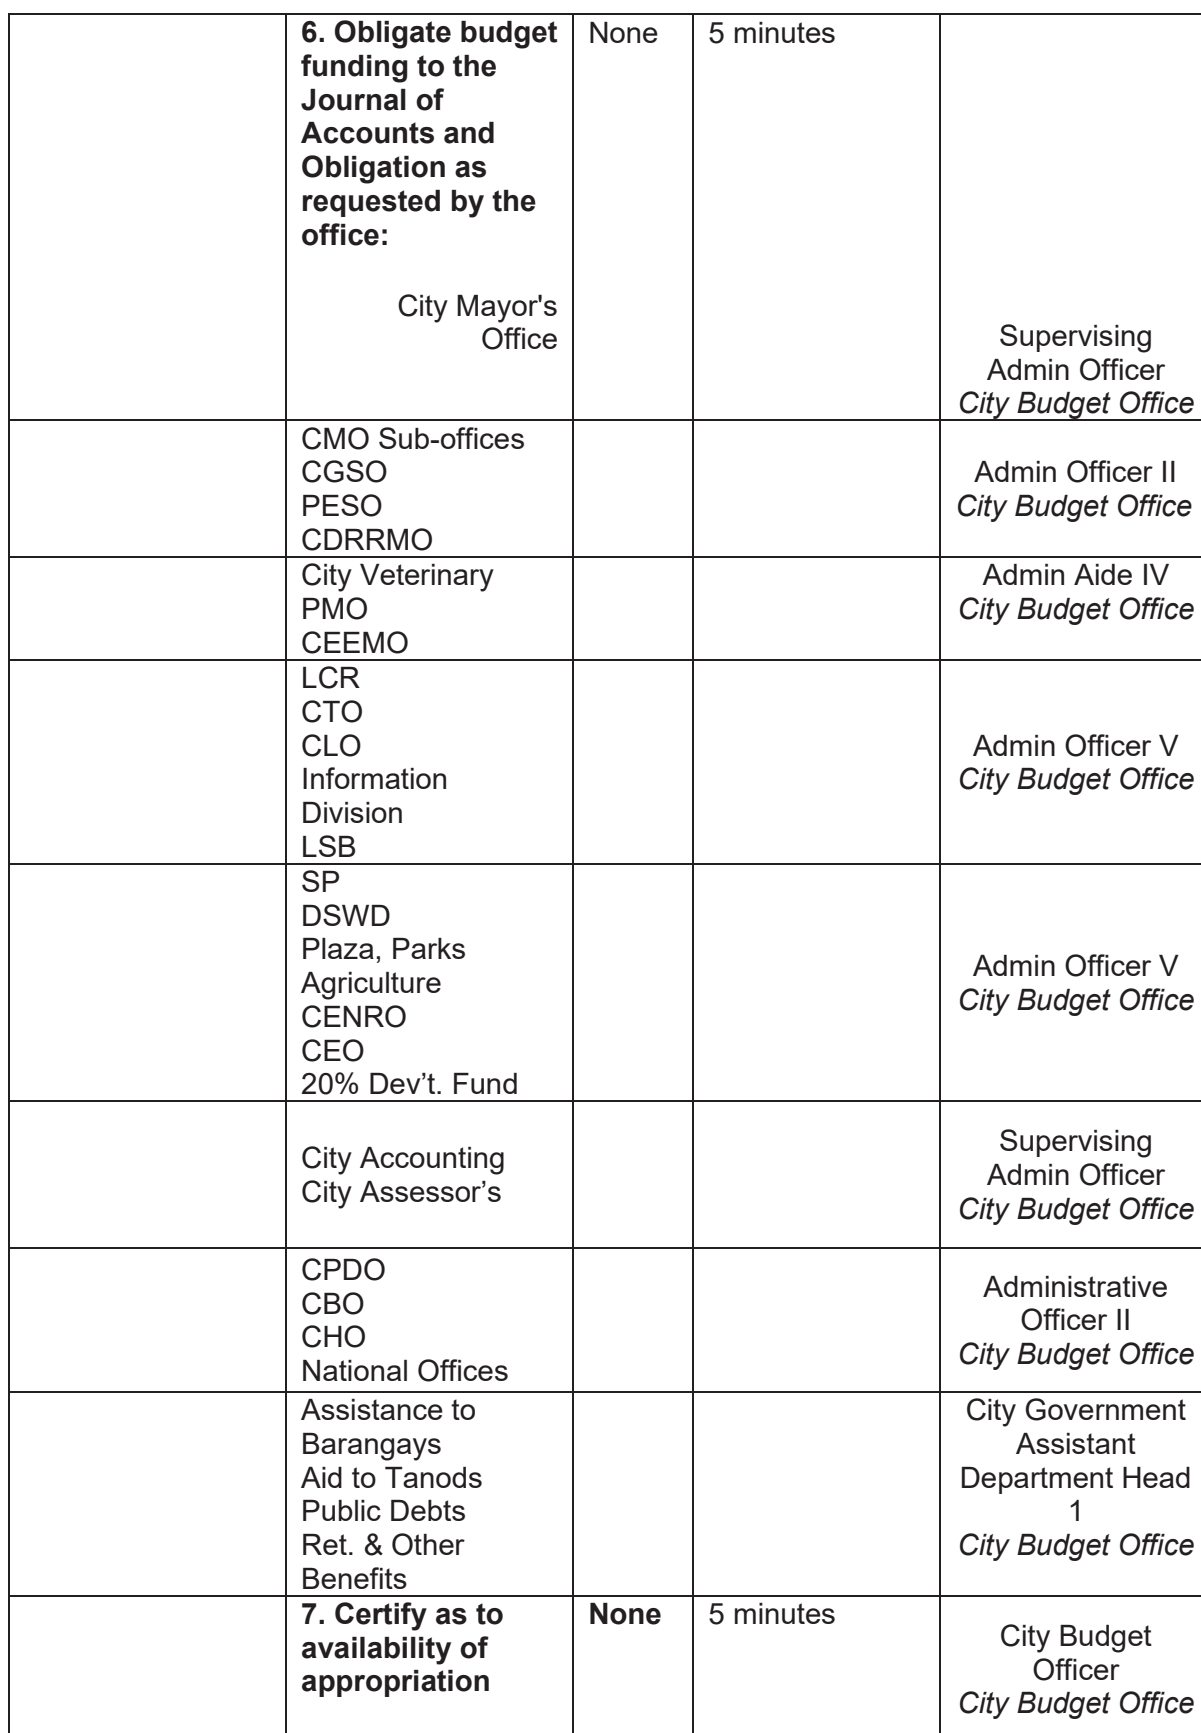 6. Obligate budget funding to the Journal of Accounts and Obligation as requested by the office:
None
5 minutes
City Mayor's
Office
Supervising
Admin Officer
City Budget Office
CMO Sub-offices
CGSO
PESO
CDRRMO
Admin Officer II
City Budget Office
City Veterinary
PMO
CEEMO
Admin Aide IV
City Budget Office
LCR
CTO
CLO
Information
Division
LSB
Admin Officer V
City Budget Office
SP
DSWD
Plaza, Parks
Agriculture
CENRO
CEO
20% Dev’t. Fund
Admin Officer V
City Budget Office
City Accounting
City Assessor’s
Supervising
Admin Officer
City Budget Office
CPDO
CBO
CHO
National Offices
Administrative
Officer II
City Budget Office
Assistance to
Barangays
Aid to Tanods
Public Debts
Ret. & Other
Benefits
City Government
Assistant
Department Head
1
City Budget Office
7. Certify as to
availability of
appropriation
None
5 minutes
City Budget
Officer
City Budget Office